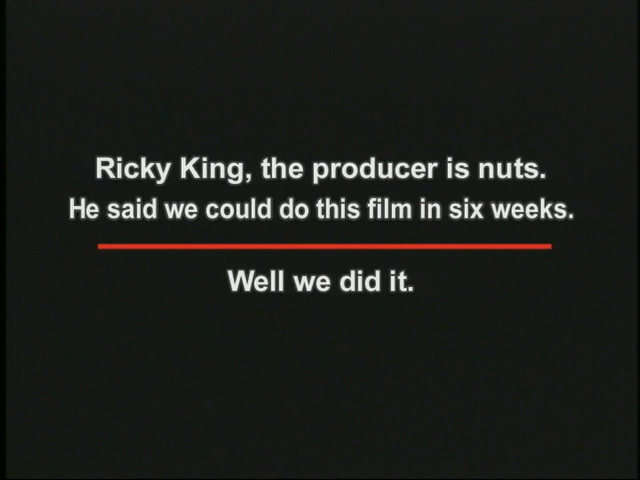 Ricky King, the producer is nuts.
He said we could do this film in six weeks.
Well we did it.